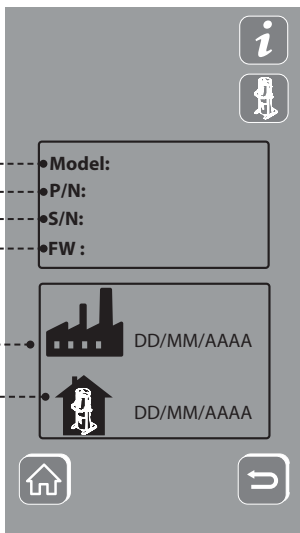 i
Model:
P/N:
S/N:
FW :
DD/MM/AAAA
DD/MM/AAAA